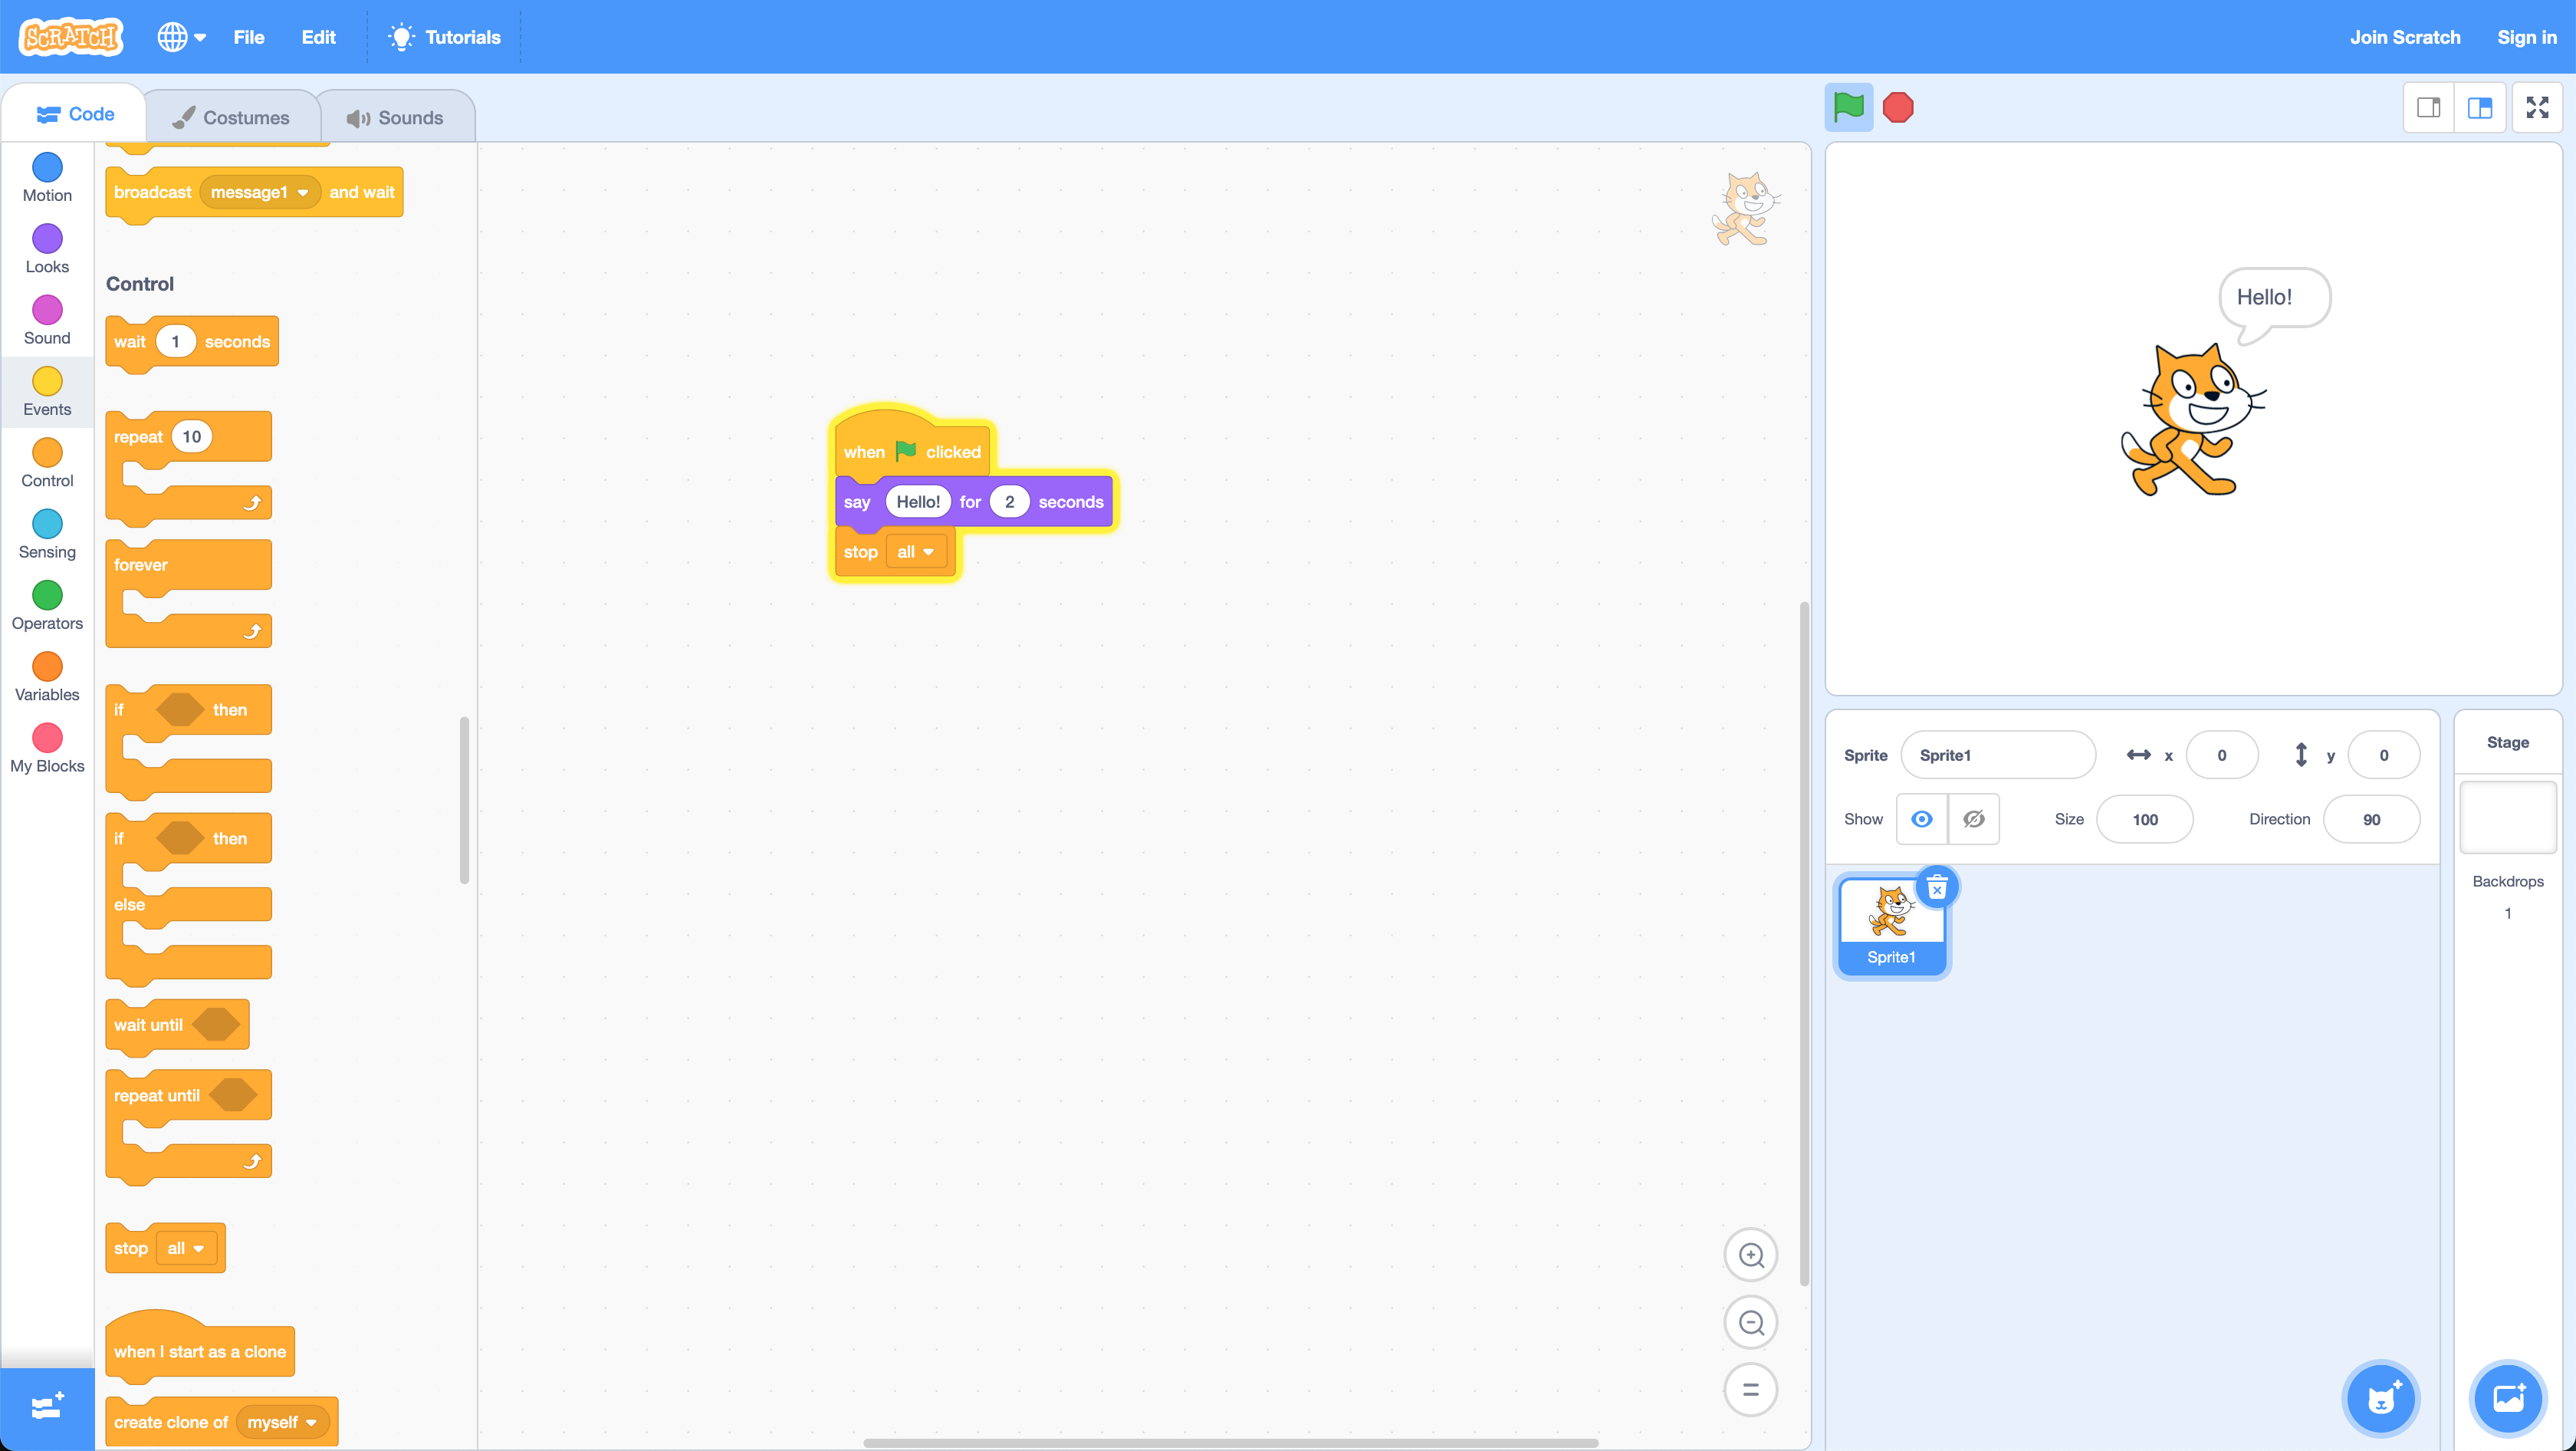 SCRATCH
File
Edit
Tutorials
Join Scratch
Sign in
Code
Costumes
Sounds
Motion
Looks
Sound
Events
Control
Sensing
Operators
Variables
My Blocks
broadcast message1 and wait
Control
wait 1 seconds
repeat 10
forever
if then
if then
else
wait until
repeat until
stop all
when I start as a clone
create clone of myself
when clicked
say Hello! for 2 seconds
stop all
Hello!
Sprite Sprite1 x 0 y 0
Show Size 100 Direction 90
Sprite1
Stage
Backdrops
1